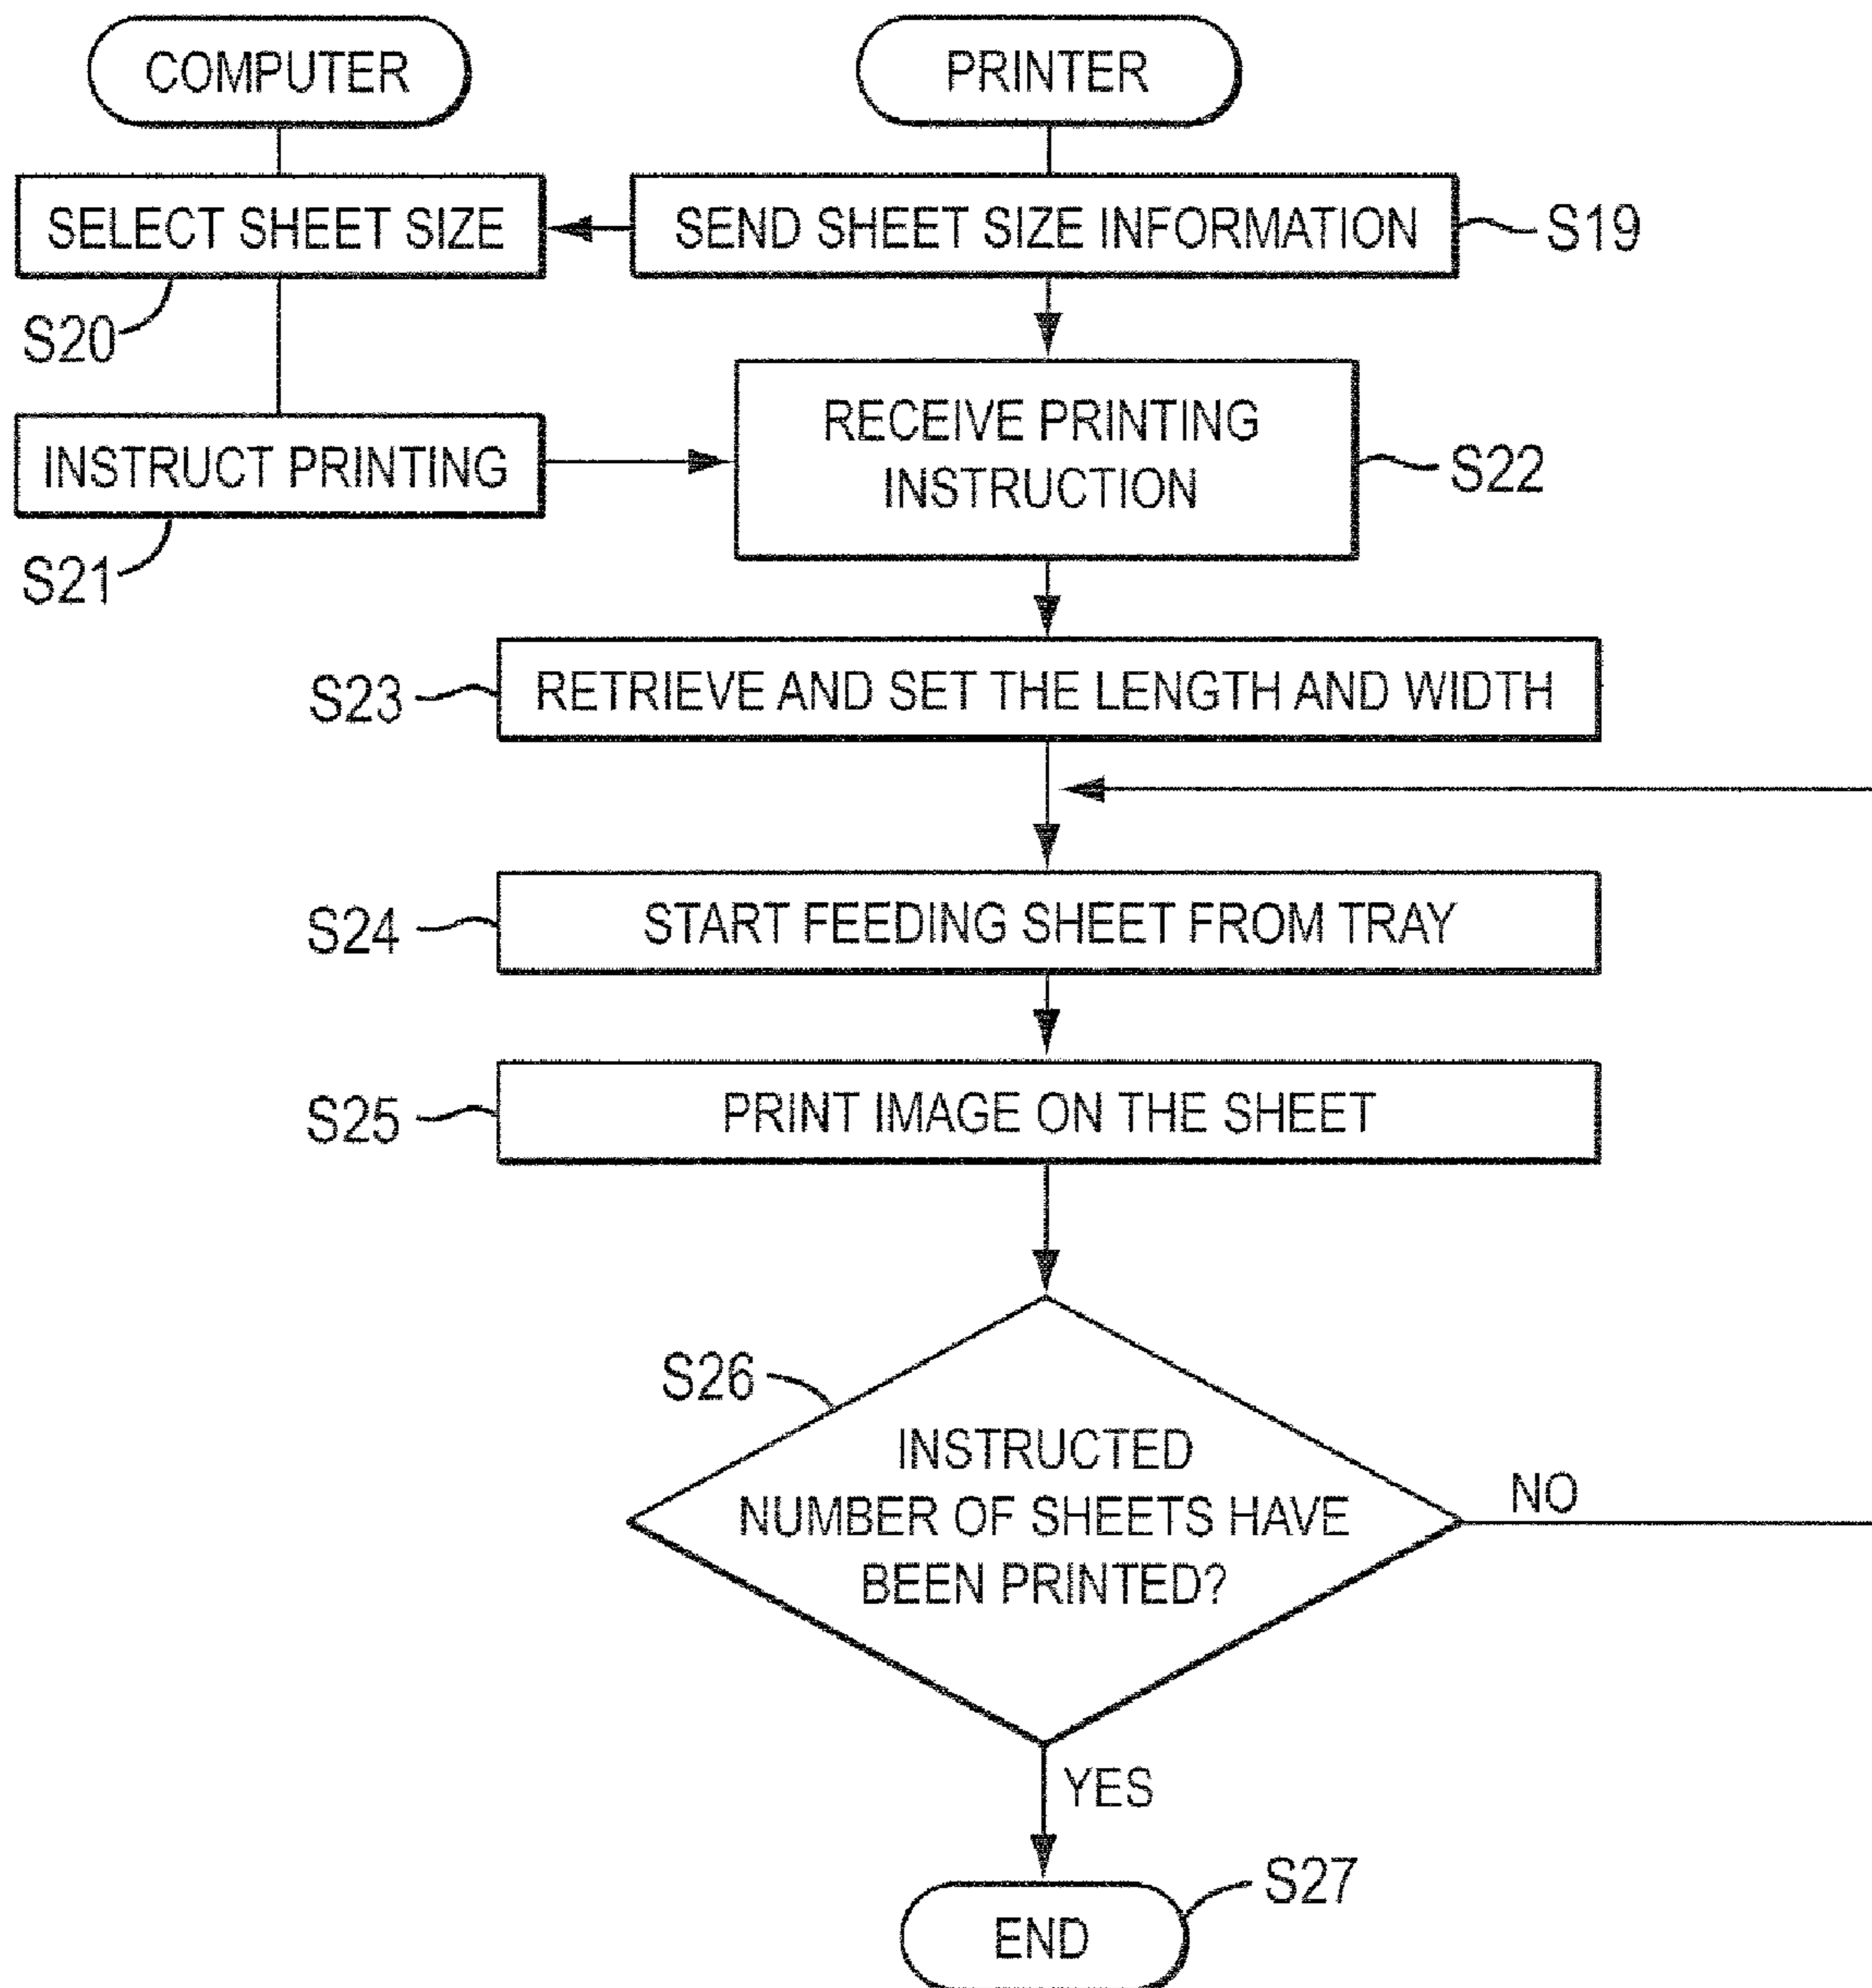 COMPUTER
PRINTER
SELECT SHEET SIZE
SEND SHEET SIZE INFORMATION
S19
S20
RECEIVE PRINTING
INSTRUCTION
INSTRUCT PRINTING
S22
S21
S23
RETRIEVE AND SET THE LENGTH AND WIDTH
S24
START FEEDING SHEET FROM TRAY
S25
PRINT IMAGE ON THE SHEET
S26
INSTRUCTED
NUMBER OF SHEETS HAVE
BEEN PRINTED?
NO
YES
S27
END